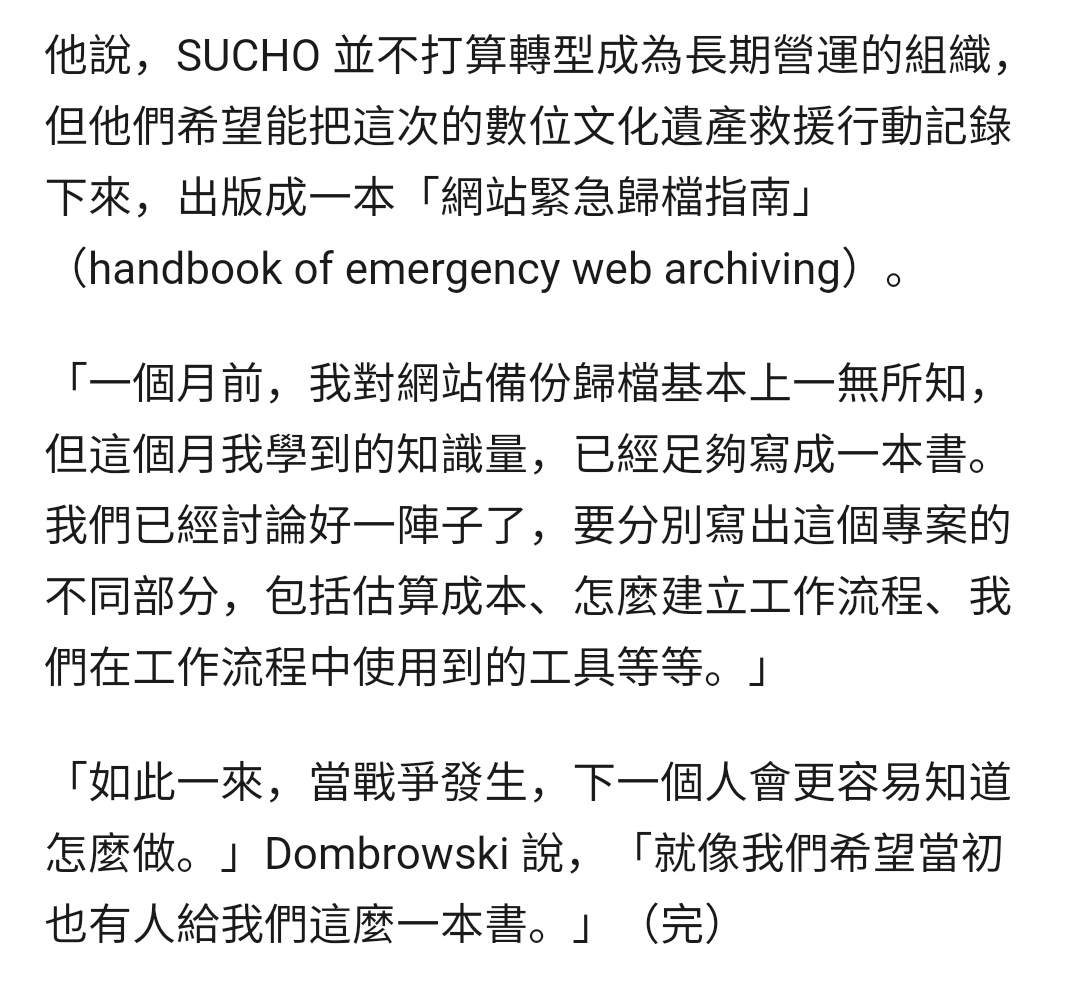 他說，SUCHO 並不打算轉型成為長期營運的組織，
但他們希望能把這次的數位文化遺產救援行動記錄
下來，出版成一本「網站緊急歸檔指南」
（handbook of emergency web archiving）。
「一個月前，我對網站備份歸檔基本上一無所知，
但這個月我學到的知識量，已經足夠寫成一本書。
我們已經討論好一陣子了，要分別寫出這個專案的
不同部分，包括估算成本、怎麼建立工作流程、我
們在工作流程中使用到的工具等等。」
「如此一來，當戰爭發生，下一個人會更容易知道
怎麼做。」Dombrowski 說，「就像我們希望當初
也有人給我們這麼一本書。」（完）